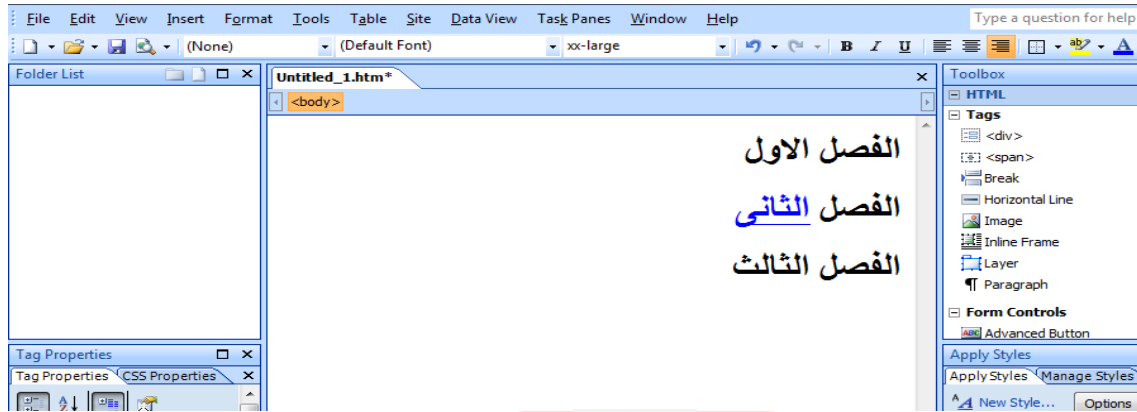 File Edit View Insert Format Tools Table Site Data View Task Panes Window Help Type a question for help
(None) (Default Font) xx-large B I U ab A
Folder List
Untitled_1.htm*
<body>
الفصل الاول
الفصل الثانى
الفصل الثالث
Toolbox
HTML
Tags
<div>
<span>
Break
Horizontal Line
Image
Inline Frame
Layer
Paragraph
Form Controls
ABC Advanced Button
Tag Properties
Tag Properties CSS Properties
Apply Styles
Apply Styles Manage Styles
New Style... Options